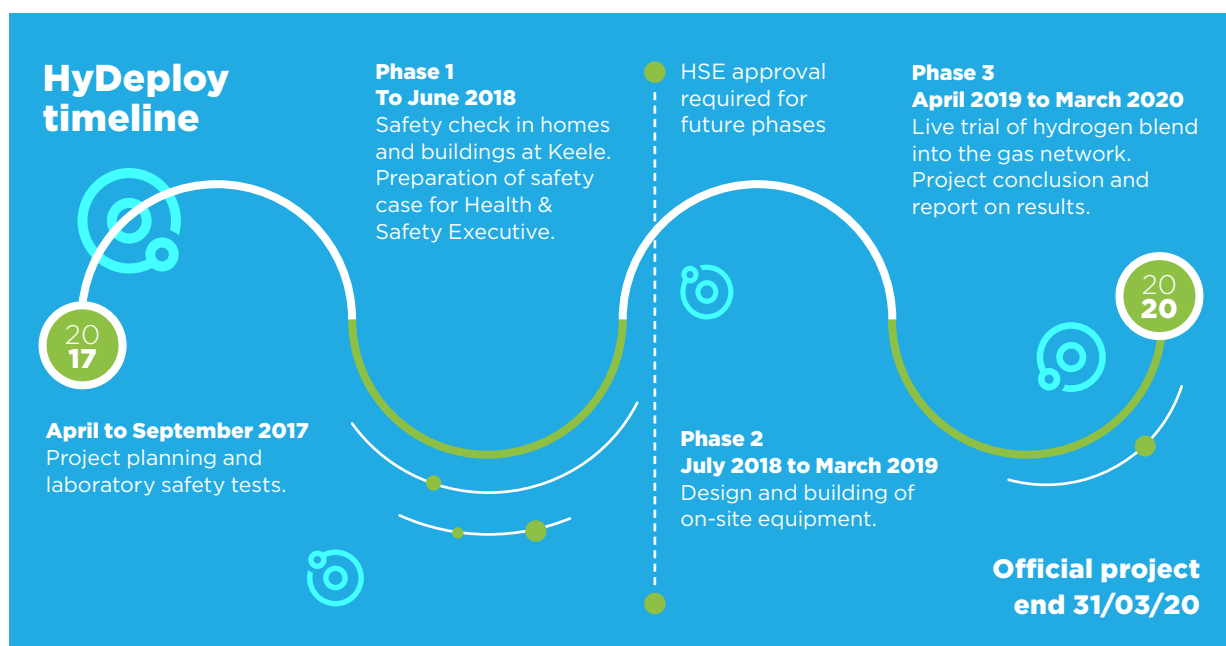 HyDeploy
timeline
20
17
April to September 2017
Project planning and
laboratory safety tests.
Phase 1
To June 2018
Safety check in homes
and buildings at Keele.
Preparation of safety
case for Health &
Safety Executive.
HSE approval
required for
future phases
Phase 2
July 2018 to March 2019
Design and building of
on-site equipment.
Phase 3
April 2019 to March 2020
Live trial of hydrogen blend
into the gas network.
Project conclusion and
report on results.
20
20
Official project
end 31/03/20